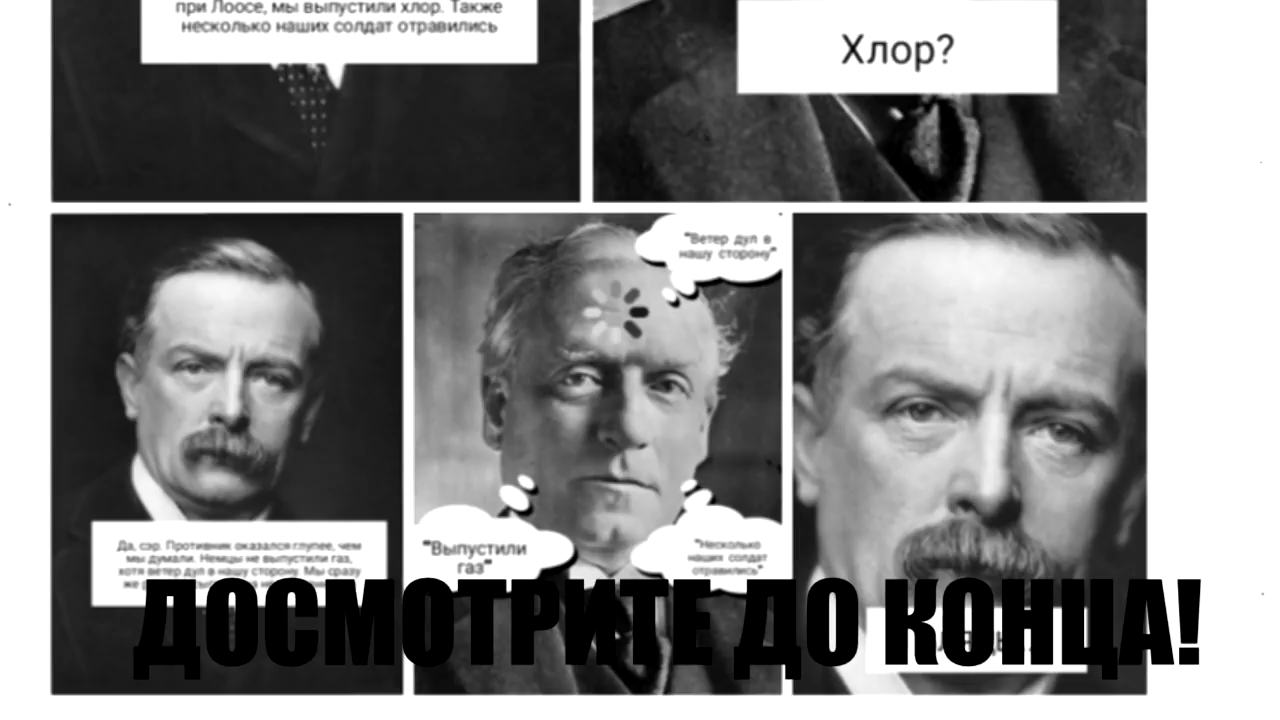 при Лоосе, мы выпустили хлор. Также
несколько наших солдат отравились
Хлор?
"Ветер дул в
нашу сторону"
"Выпустили
газ"
"Несколько
наших солдат
отравились"
Да, сэр. Противник оказался глупее, чем
мы думали. Немцы не выпустили газ,
хотя ветер дул в нашу сторону. Мы сразу
же
ДОСМОТРИТЕ ДО КОНЦА!